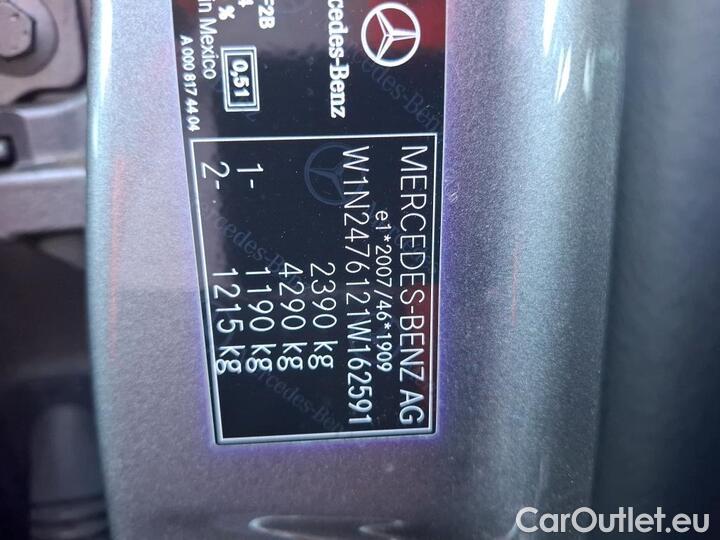 Mercedes-Benz
%
in Mexico
0,51
A 000 817 44 04
MERCEDES-BENZ AG
e1*2007/46*1909
W1N2476121W162591
2390 kg
4290 kg
1- 1190 kg
2- 1215 kg
CarOutlet.eu